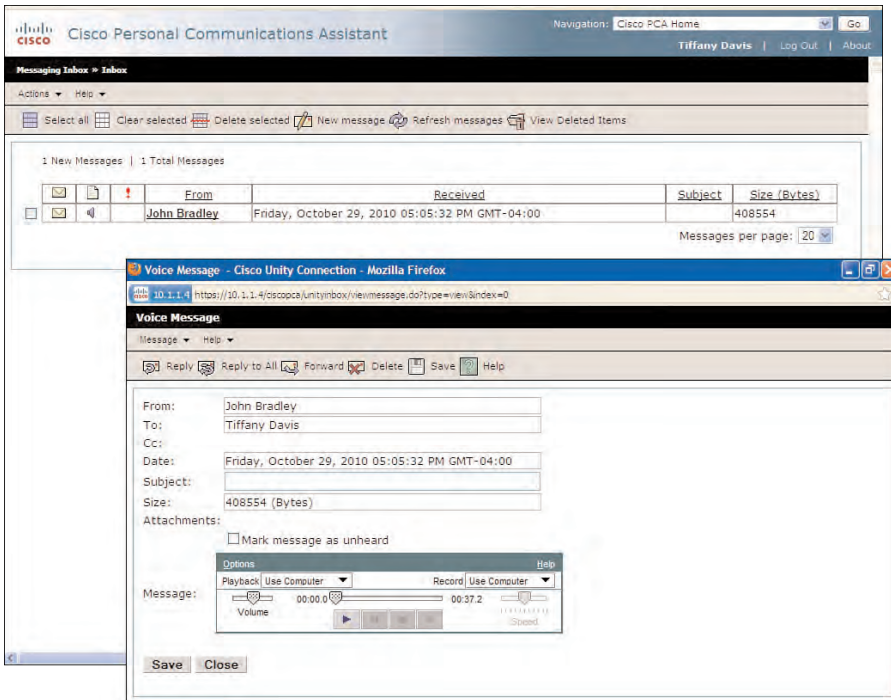 Navigation: Cisco PCA Home Go
CISCO Cisco Personal Communications Assistant
Tiffany Davis | Log Out | About
Messaging Inbox » Inbox
Actions Help
Select all Clear selected Delete selected New message Refresh messages View Deleted Items
1 New Messages | 1 Total Messages
! From Received Subject Size (Bytes)
John Bradley Friday, October 29, 2010 05:05:32 PM GMT-04:00 408554
Messages per page: 20
Voice Message - Cisco Unity Connection - Mozilla Firefox
10.1.1.4 https://10.1.1.4/ciscopca/unityinbox/viewmessage.do?type=view&index=0
Voice Message
Message Help
Reply Reply to All Forward Delete Save ? Help
From: John Bradley
To: Tiffany Davis
Cc:
Date: Friday, October 29, 2010 05:05:32 PM GMT-04:00
Subject:
Size: 408554 (Bytes)
Attachments:
Mark message as unheard
Options Help
Playback Use Computer Record Use Computer
Message: 00:00.0 00:37.2
Volume Speed
Save Close